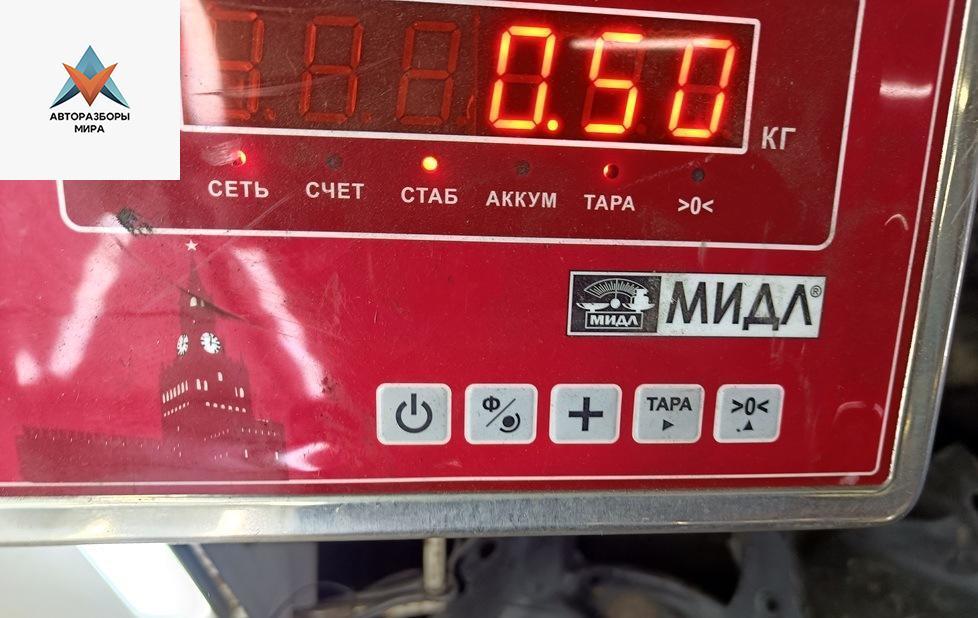 АВТОРАЗБОРЫ
МИРА
0.50
КГ
СЕТЬ СЧЕТ СТАБ АККУМ ТАРА >0<
МИДЛ МИДЛ®
Ф ТАРА >0<